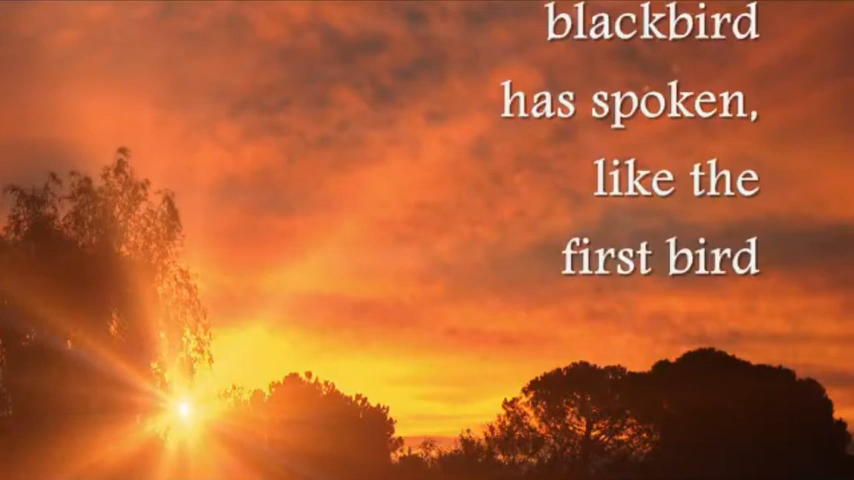 blackbird
has spoken,
like the
first bird